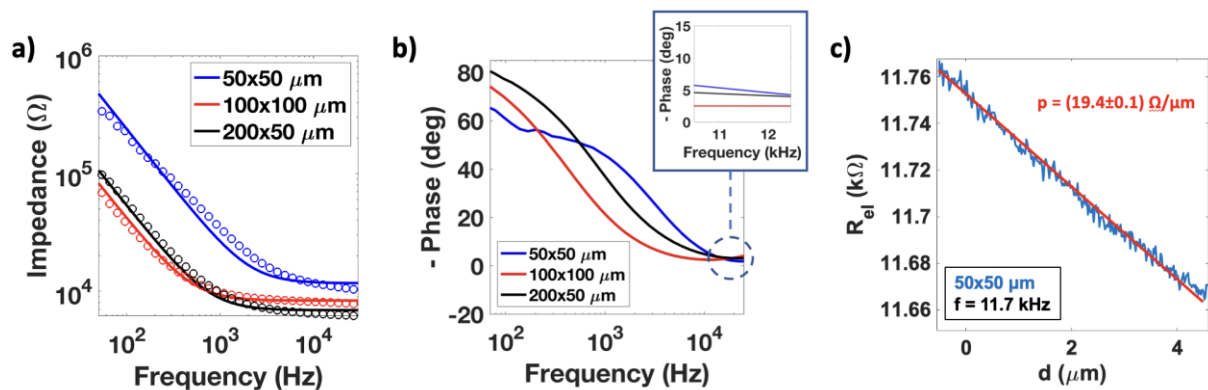 a)
10^6
10^5
10^4
Impedance (Ω)
50x50 μm
100x100 μm
200x50 μm
10^2
10^3
10^4
Frequency (Hz)
b)
80
60
40
20
0
-20
- Phase (deg)
50x50 μm
100x100 μm
200x50 μm
10^2
10^3
10^4
Frequency (Hz)
15
10
5
0
- Phase (deg)
11
12
Frequency (kHz)
c)
11.76
11.74
11.72
11.7
11.68
11.66
R_el (kΩ)
p = (19.4±0.1) Ω/μm
50x50 μm
f = 11.7 kHz
0
2
4
d (μm)